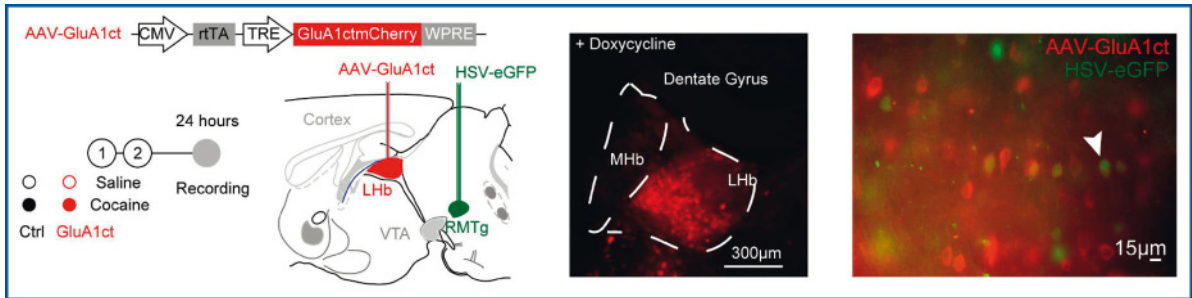 AAV-GluA1ct CMV rtTA TRE GluA1ctmCherry WPRE
AAV-GluA1ct HSV-eGFP
Cortex
24 hours
1 2
Recording
Saline
Cocaine
Ctrl GluA1ct
LHb
VTA
RMTg
+ Doxycycline
Dentate Gyrus
MHb
LHb
300µm
AAV-GluA1ct
HSV-eGFP
15µm